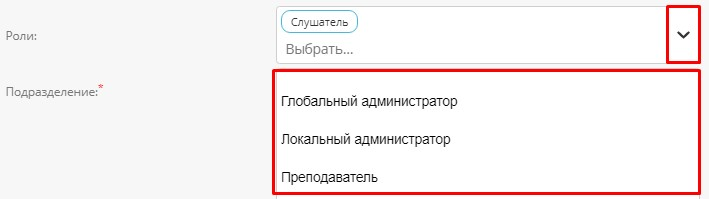 Слушатель
Роли:
Выбрать...
Подразделение:*
Глобальный администратор
Локальный администратор
Преподаватель